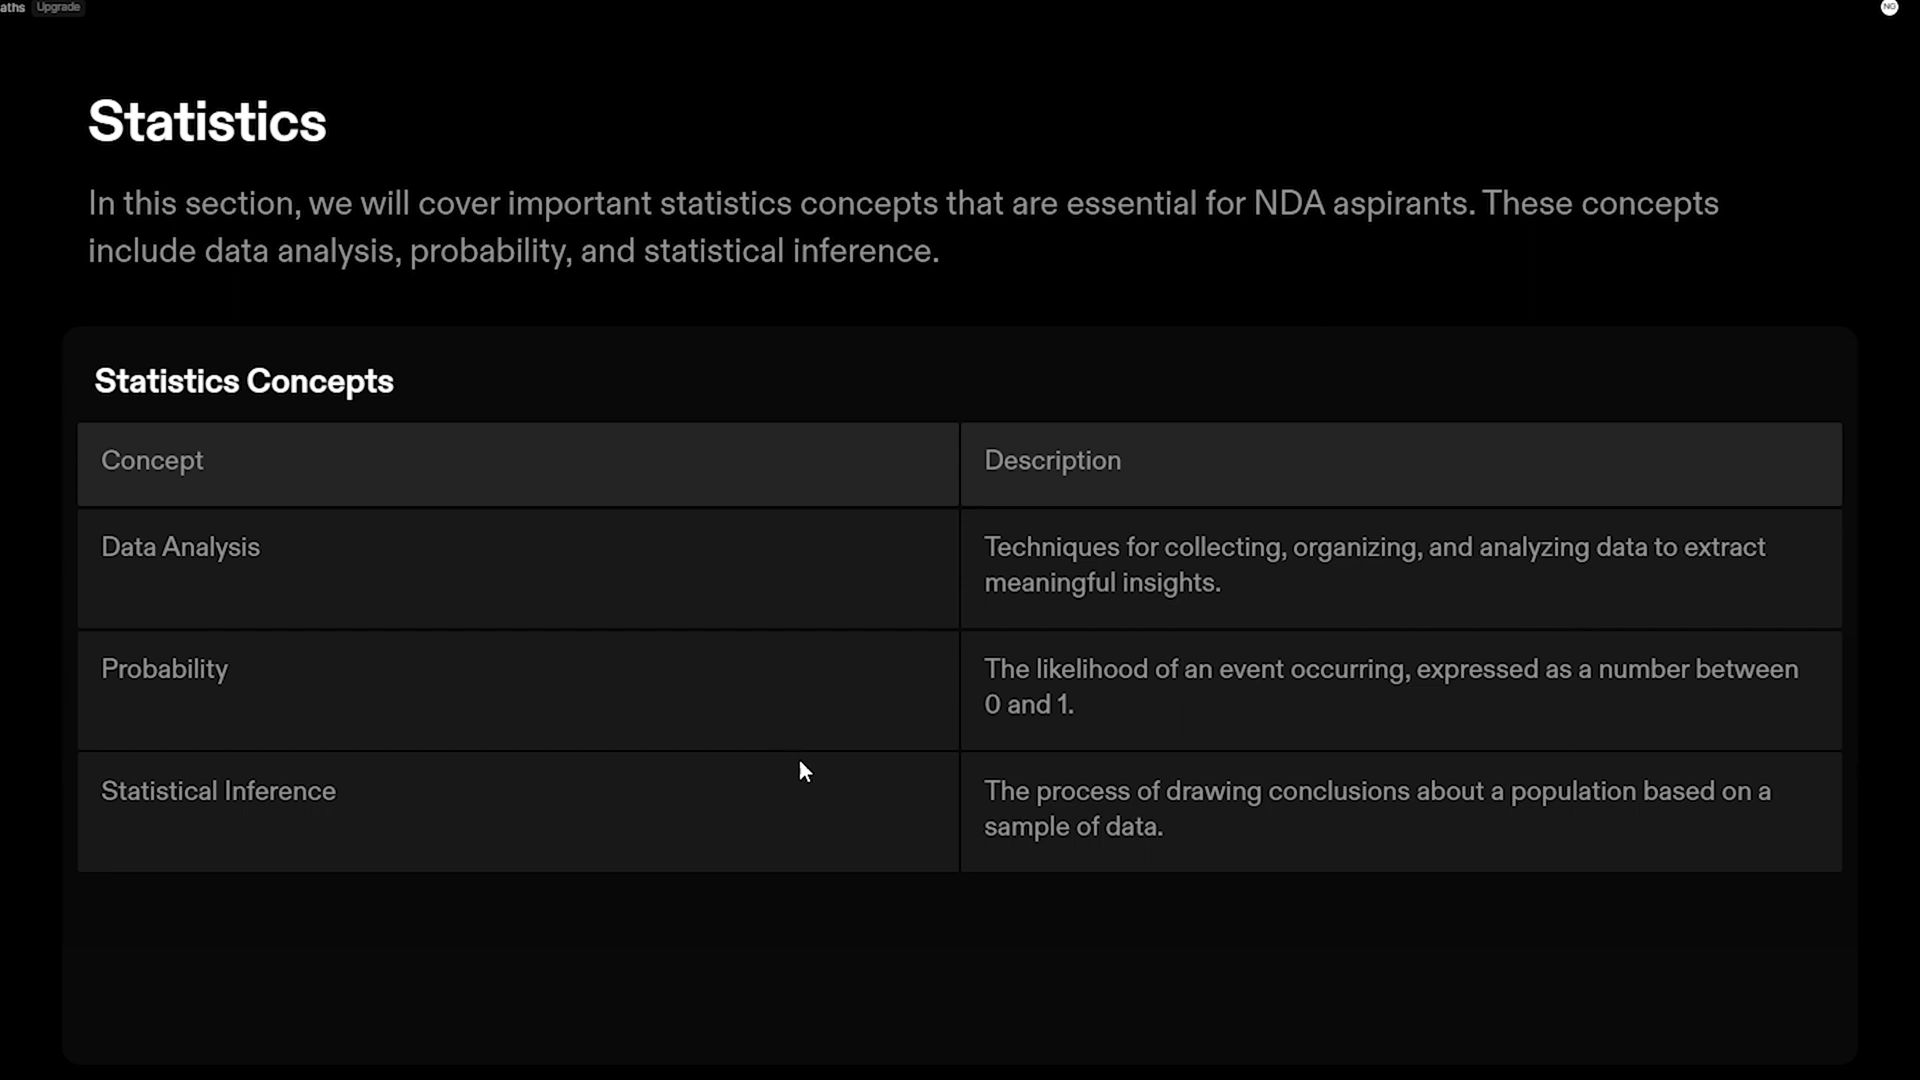 aths Upgrade
NO
Statistics
In this section, we will cover important statistics concepts that are essential for NDA aspirants. These concepts
include data analysis, probability, and statistical inference.
Statistics Concepts
Concept Description
Data Analysis Techniques for collecting, organizing, and analyzing data to extract
meaningful insights.
Probability The likelihood of an event occurring, expressed as a number between
0 and 1.
Statistical Inference The process of drawing conclusions about a population based on a
sample of data.